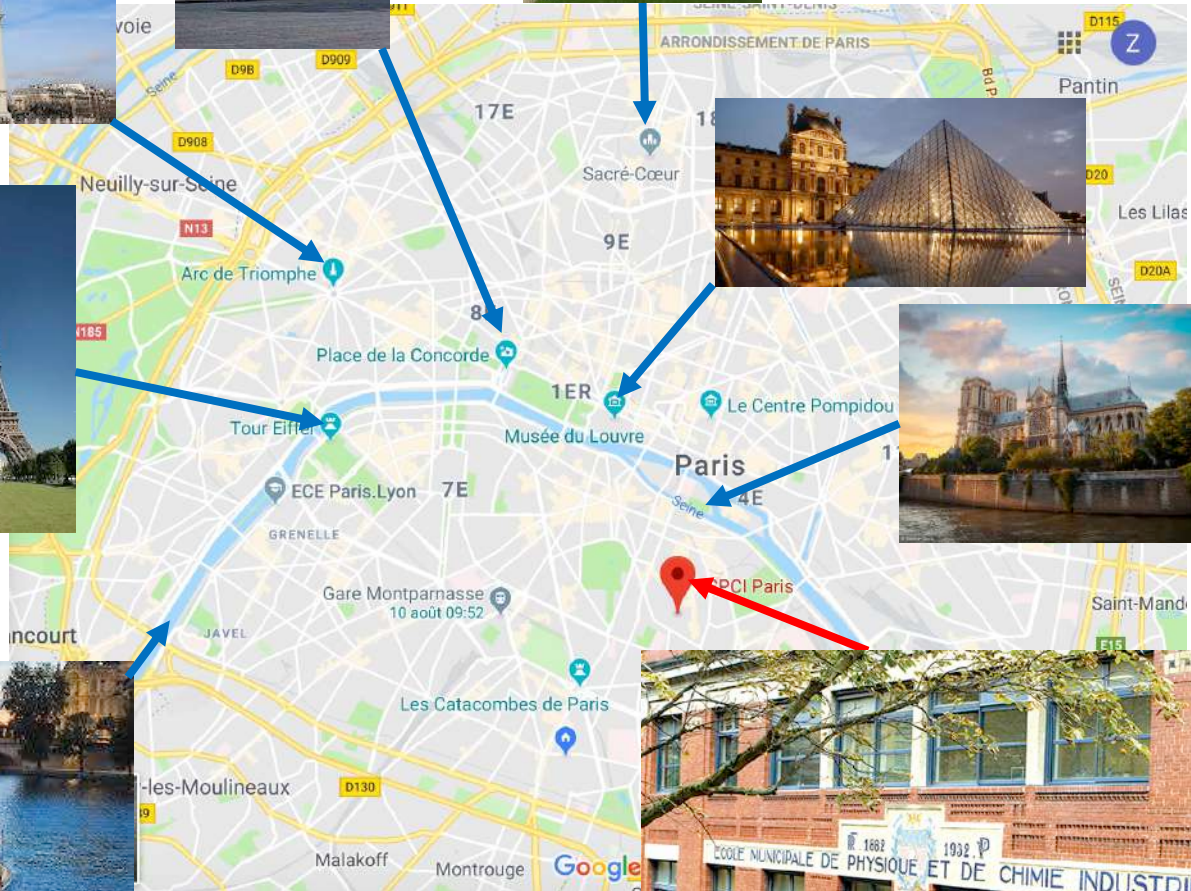 D115
Z
ARRONDISSEMENT DE PARIS
D909
D9B
Seine
Bd P
Pantin
17E
D908
Sacré-Cœur
D20
Neuilly-sur-Seine
Les Lilas
N13
9E
Arc de Triomphe
D20A
N185
8
Place de la Concorde
1ER
Le Centre Pompidou
Tour Eiffel
Musée du Louvre
Paris
ECE Paris.Lyon
7E
4E
Seine
GRENELLE
PCI Paris
Gare Montparnasse
10 août 09:52
Saint-Mand
ncourt
JAVEL
E15
Les Catacombes de Paris
-les-Moulineaux
D130
Malakoff
Montrouge
Google
1882
1932
ECOLE MUNICIPALE DE PHYSIQUE ET DE CHIMIE INDUSTRI